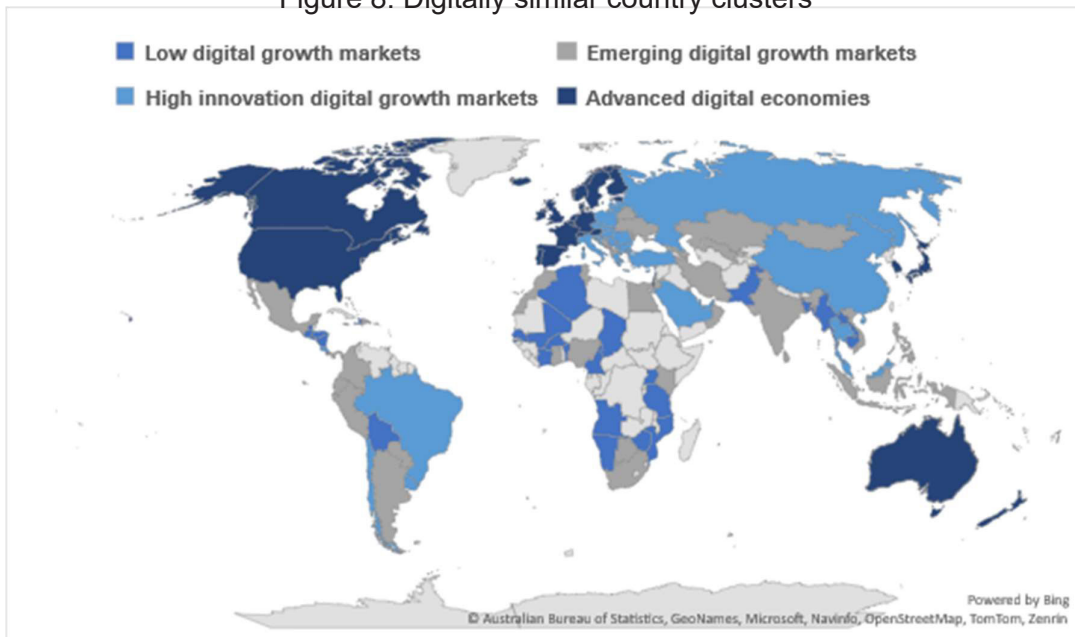 Figure 8. Digitally similar country clusters
Low digital growth markets
Emerging digital growth markets
High innovation digital growth markets
Advanced digital economies
Powered by Bing
© Australian Bureau of Statistics, GeoNames, Microsoft, Navinfo, OpenStreetMap, TomTom, Zenrin